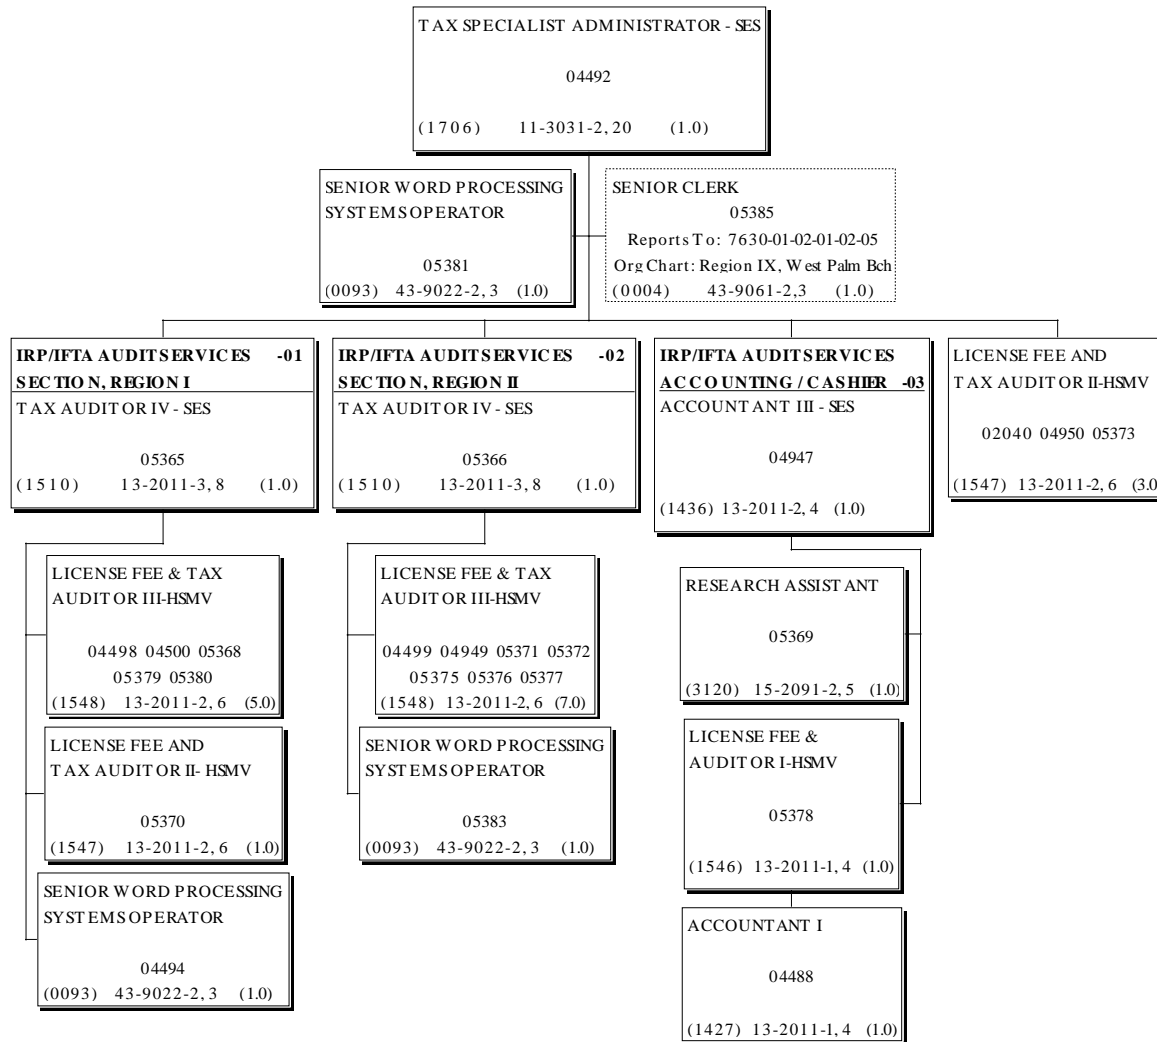 TAX SPECIALIST ADMINISTRATOR - SES
04492
(1706) 11-3031-2, 20 (1.0)
SENIOR WORD PROCESSING
SYSTEMS OPERATOR
05381
(0093) 43-9022-2, 3 (1.0)
SENIOR CLERK
05385
Reports To: 7630-01-02-01-02-05
Org Chart: Region IX, West Palm Bch
(0004) 43-9061-2,3 (1.0)
IRP/IFTA AUDIT SERVICES -01
SECTION, REGION I
TAX AUDITOR IV - SES
05365
(1510) 13-2011-3, 8 (1.0)
IRP/IFTA AUDIT SERVICES -02
SECTION, REGION II
TAX AUDITOR IV - SES
05366
(1510) 13-2011-3, 8 (1.0)
IRP/IFTA AUDIT SERVICES
ACCOUNTING / CASHIER -03
ACCOUNTANT III - SES
04947
(1436) 13-2011-2, 4 (1.0)
LICENSE FEE AND
TAX AUDITOR II-HSMV
02040 04950 05373
(1547) 13-2011-2, 6 (3.0
LICENSE FEE & TAX
AUDITOR III-HSMV
04498 04500 05368
05379 05380
(1548) 13-2011-2, 6 (5.0)
LICENSE FEE & TAX
AUDITOR III-HSMV
04499 04949 05371 05372
05375 05376 05377
(1548) 13-2011-2, 6 (7.0)
RESEARCH ASSISTANT
05369
(3120) 15-2091-2, 5 (1.0)
LICENSE FEE AND
TAX AUDITOR II- HSMV
05370
(1547) 13-2011-2, 6 (1.0)
SENIOR WORD PROCESSING
SYSTEMS OPERATOR
05383
(0093) 43-9022-2, 3 (1.0)
LICENSE FEE &
AUDITOR I-HSMV
05378
(1546) 13-2011-1, 4 (1.0)
SENIOR WORD PROCESSING
SYSTEMS OPERATOR
04494
(0093) 43-9022-2, 3 (1.0)
ACCOUNTANT I
04488
(1427) 13-2011-1, 4 (1.0)